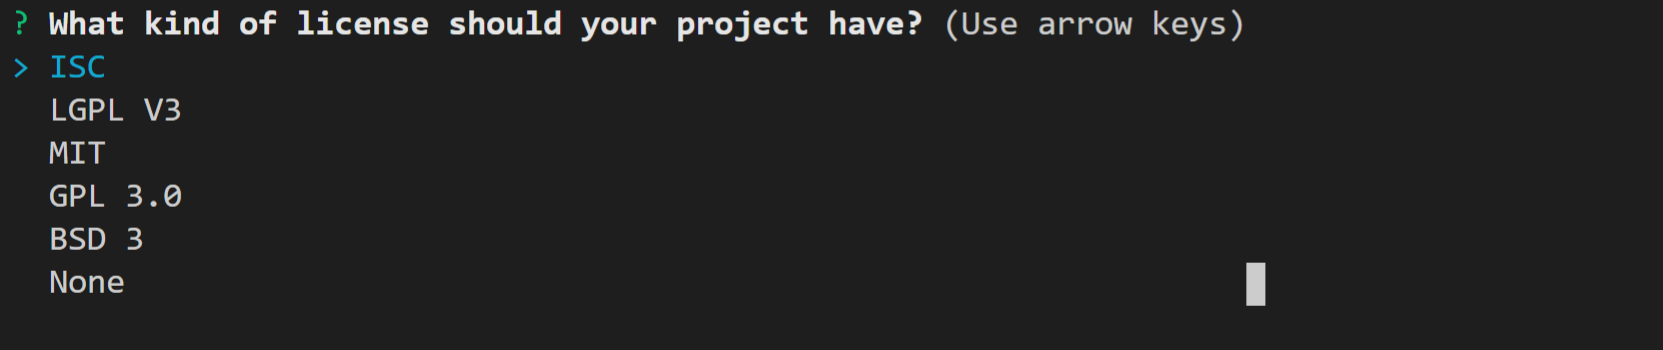 ? What kind of license should your project have? (Use arrow keys)
> ISC
LGPL V3
MIT
GPL 3.0
BSD 3
None